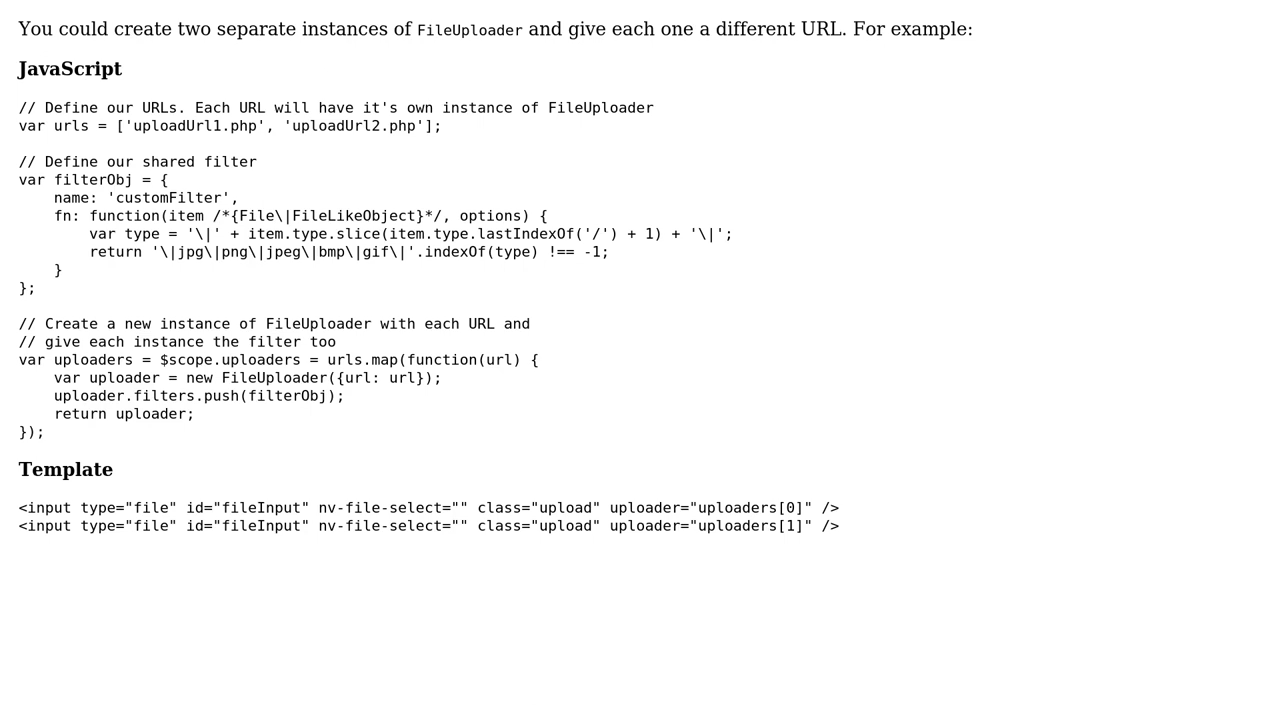 You could create two separate instances of FileUploader and give each one a different URL. For example:
JavaScript
// Define our URLs. Each URL will have it's own instance of FileUploader
var urls = ['uploadUrl1.php', 'uploadUrl2.php'];
// Define our shared filter
var filterObj = {
    name: 'customFilter',
    fn: function(item /*{File\|FileLikeObject}*/, options) {
        var type = '\|' + item.type.slice(item.type.lastIndexOf('/') + 1) + '\|';
        return '\|jpg\|png\|jpeg\|bmp\|gif\|'.indexOf(type) !== -1;
    }
};
// Create a new instance of FileUploader with each URL and
// give each instance the filter too
var uploaders = $scope.uploaders = urls.map(function(url) {
    var uploader = new FileUploader({url: url});
    uploader.filters.push(filterObj);
    return uploader;
});
Template
<input type="file" id="fileInput" nv-file-select="" class="upload" uploader="uploaders[0]" />
<input type="file" id="fileInput" nv-file-select="" class="upload" uploader="uploaders[1]" />